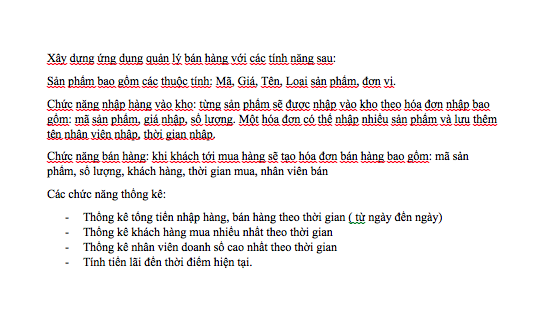 Xây dựng ứng dụng quản lý bán hàng với các tính năng sau:
Sản phẩm bao gồm các thuộc tính: Mã, Giá, Tên, Loại sản phẩm, đơn vị.
Chức năng nhập hàng vào kho: từng sản phẩm sẽ được nhập vào kho theo hóa đơn nhập bao
gồm: mã sản phẩm, giá nhập, số lượng. Một hóa đơn có thể nhập nhiều sản phẩm và lưu thêm
tên nhân viên nhập, thời gian nhập.
Chức năng bán hàng: khi khách tới mua hàng sẽ tạo hóa đơn bán hàng bao gồm: mã sản
phẩm, số lượng, khách hàng, thời gian mua, nhân viên bán
Các chức năng thống kê:
- Thống kê tổng tiền nhập hàng, bán hàng theo thời gian ( từ ngày đến ngày)
- Thống kê khách hàng mua nhiều nhất theo thời gian
- Thống kê nhân viên doanh số cao nhất theo thời gian
- Tính tiền lãi đến thời điểm hiện tại.